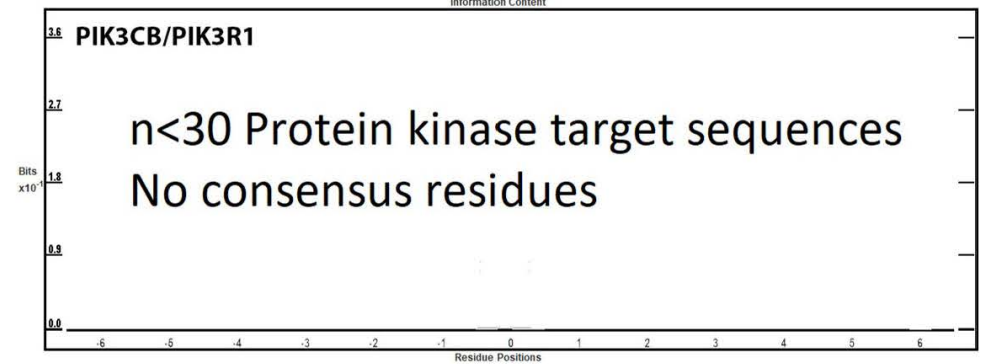 Information Content
3.6 PIK3CB/PIK3R1
2.7
n<30 Protein kinase target sequences
Bits
x10⁻¹
1.8
No consensus residues
0.9
0.0
-6 -5 -4 -3 -2 -1 0 1 2 3 4 5 6
Residue Positions